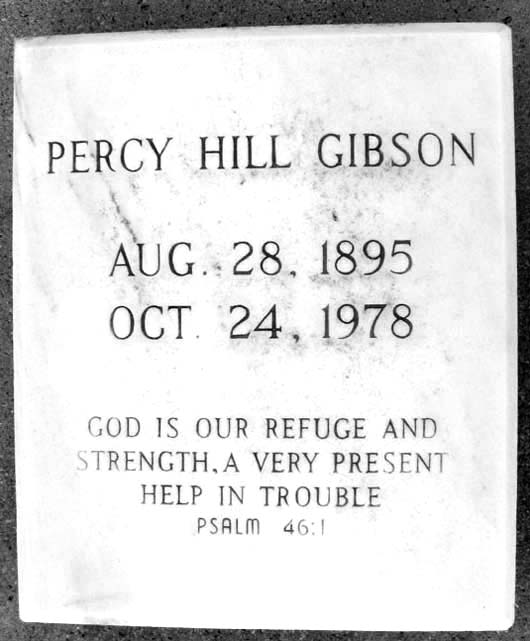 PERCY HILL GIBSON
AUG. 28, 1895
OCT. 24, 1978
GOD IS OUR REFUGE AND
STRENGTH, A VERY PRESENT
HELP IN TROUBLE
PSALM 46:1